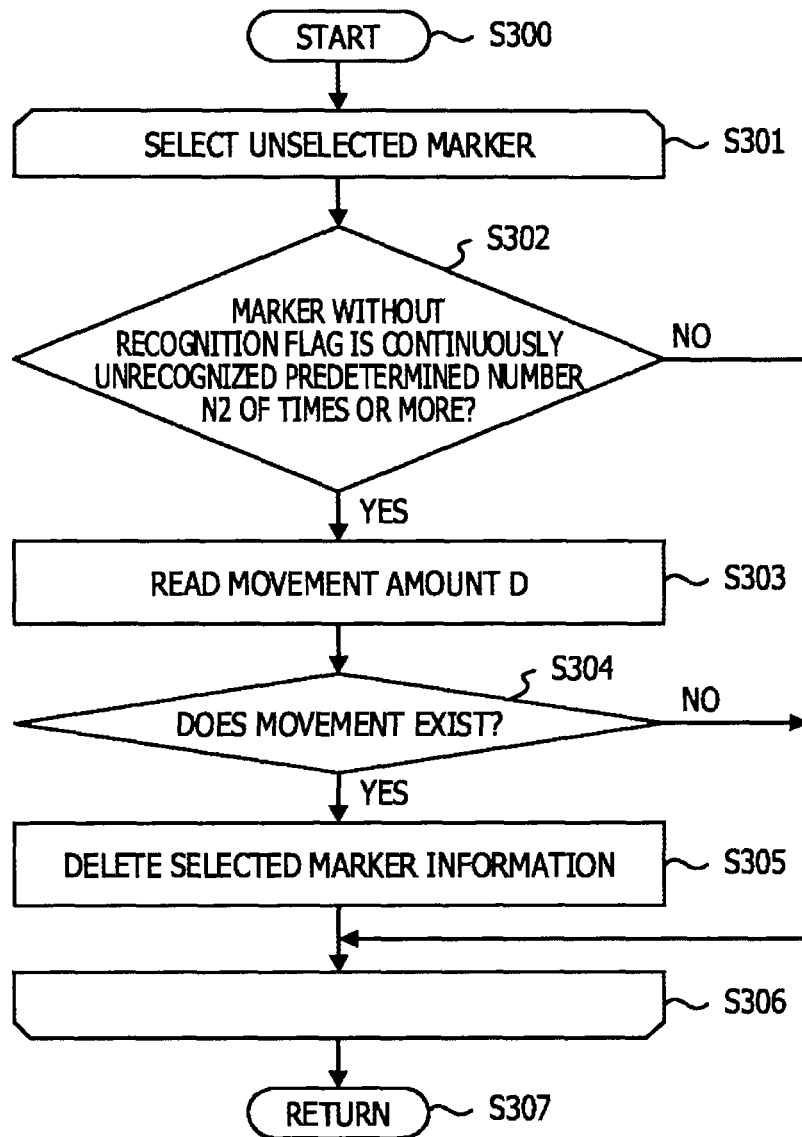 START
S300
SELECT UNSELECTED MARKER
S301
S302
MARKER WITHOUT
RECOGNITION FLAG IS CONTINUOUSLY
UNRECOGNIZED PREDETERMINED NUMBER
N2 OF TIMES OR MORE?
NO
YES
READ MOVEMENT AMOUNT D
S303
S304
DOES MOVEMENT EXIST?
NO
YES
DELETE SELECTED MARKER INFORMATION
S305
S306
RETURN
S307